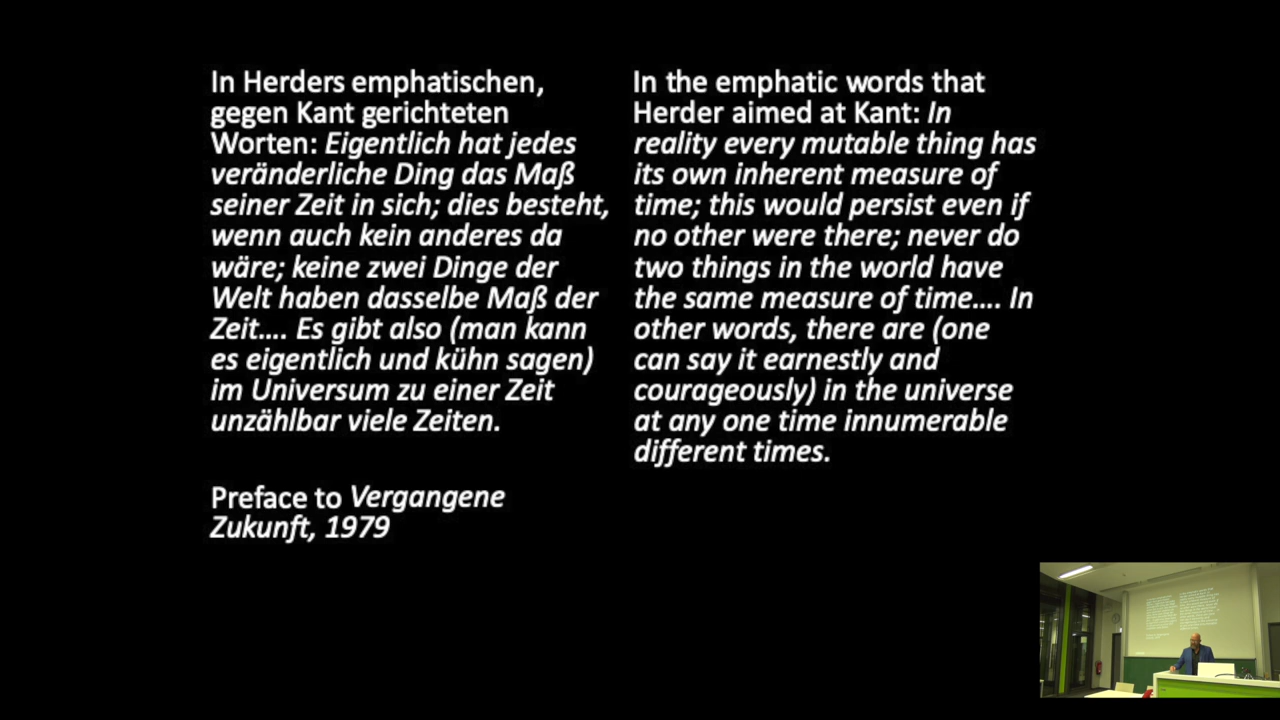 In Herders emphatischen,
gegen Kant gerichteten
Worten: Eigentlich hat jedes
veränderliche Ding das Maß
seiner Zeit in sich; dies besteht,
wenn auch kein anderes da
wäre; keine zwei Dinge der
Welt haben dasselbe Maß der
Zeit.... Es gibt also (man kann
es eigentlich und kühn sagen)
im Universum zu einer Zeit
unzählbar viele Zeiten.
Preface to Vergangene
Zukunft, 1979
In the emphatic words that
Herder aimed at Kant: In
reality every mutable thing has
its own inherent measure of
time; this would persist even if
no other were there; never do
two things in the world have
the same measure of time.... In
other words, there are (one
can say it earnestly and
courageously) in the universe
at any one time innumerable
different times.